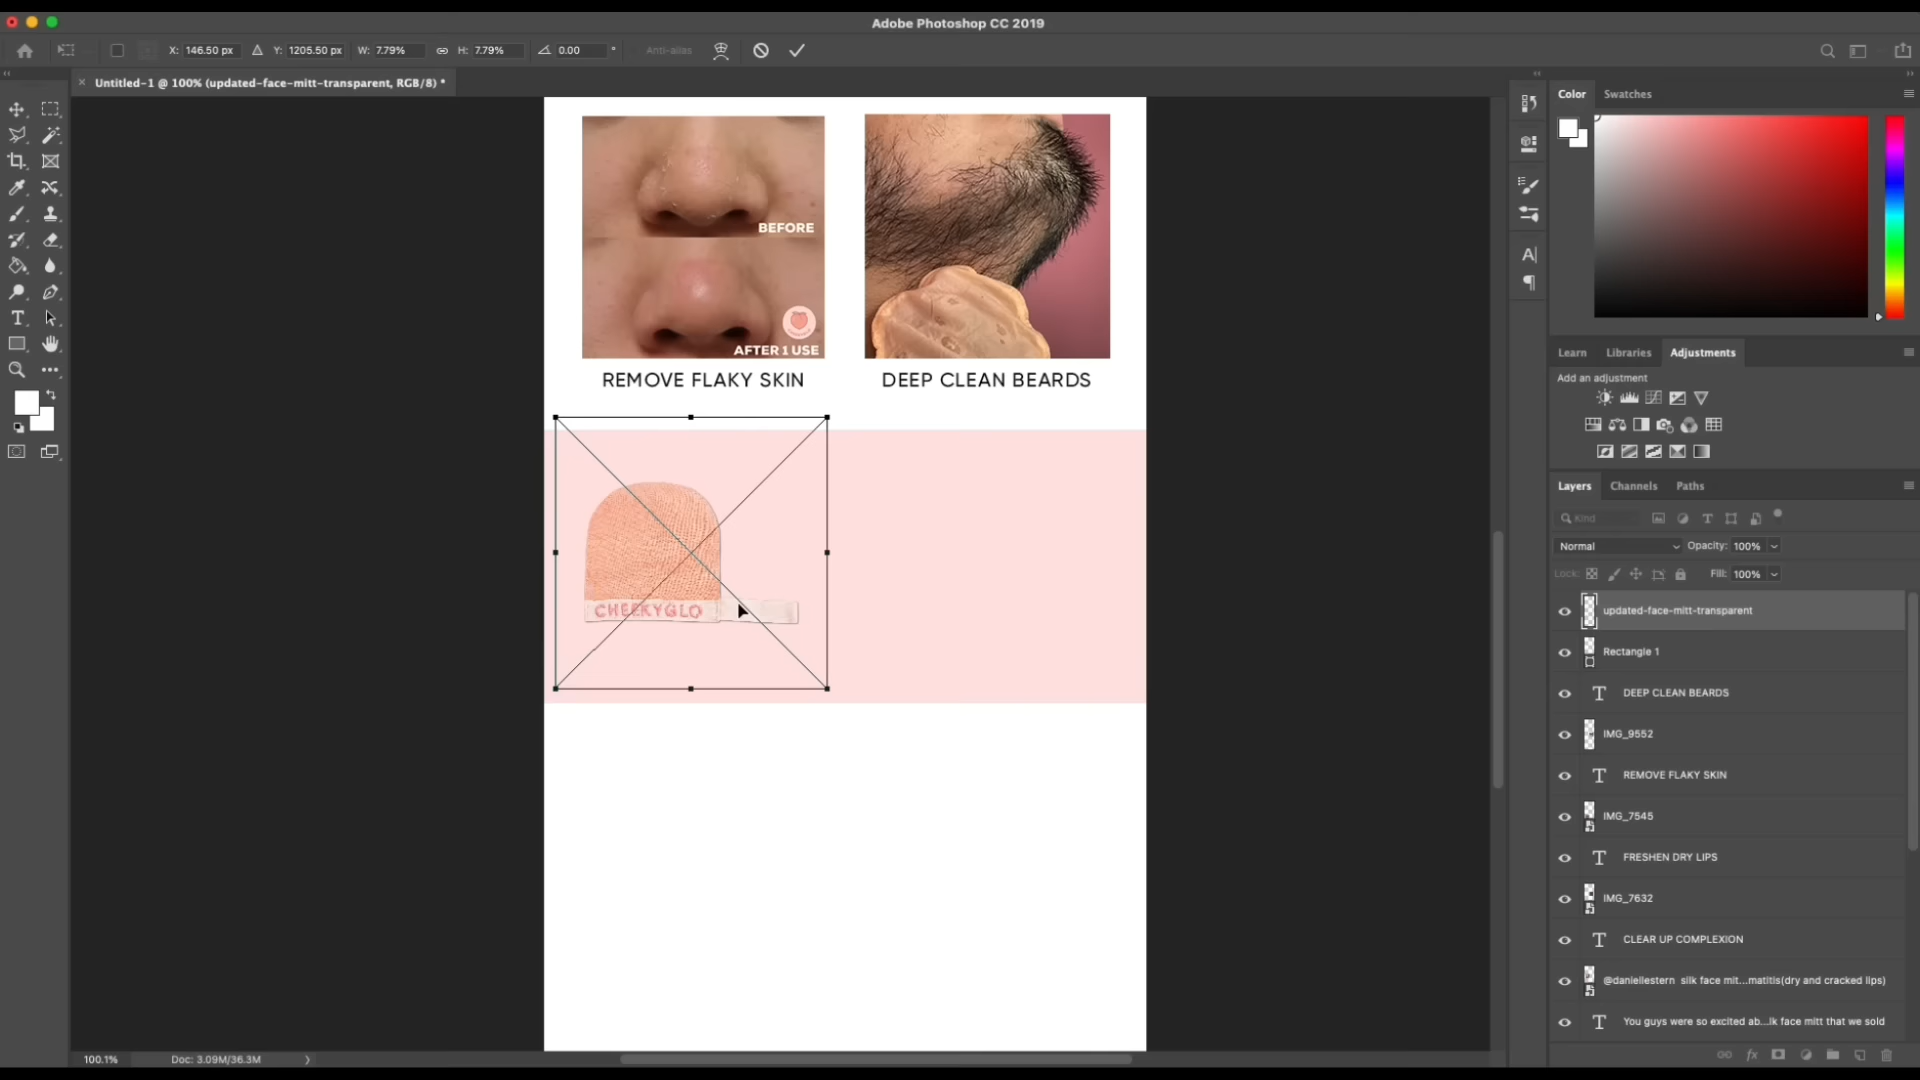 Adobe Photoshop CC 2019
X: 146.50 px Y: 1205.50 px W: 7.79% H: 7.79% 0.00 ° Anti-alias
× Untitled-1 @ 100% (updated-face-mitt-transparent, RGB/8) *
Color Swatches
BEFORE
AFTER 1 USE
REMOVE FLAKY SKIN DEEP CLEAN BEARDS
CHEEKYGLO
Learn Libraries Adjustments
Add an adjustment
Layers Channels Paths
Kind
Normal Opacity: 100%
Lock: Fill: 100%
updated-face-mitt-transparent
Rectangle 1
DEEP CLEAN BEARDS
IMG_9552
REMOVE FLAKY SKIN
IMG_7545
FRESHEN DRY LIPS
IMG_7632
CLEAR UP COMPLEXION
@daniellestern silk face mit...matitis(dry and cracked lips)
You guys were so excited ab...lk face mitt that we sold
100.1% Doc: 3.09M/36.3M